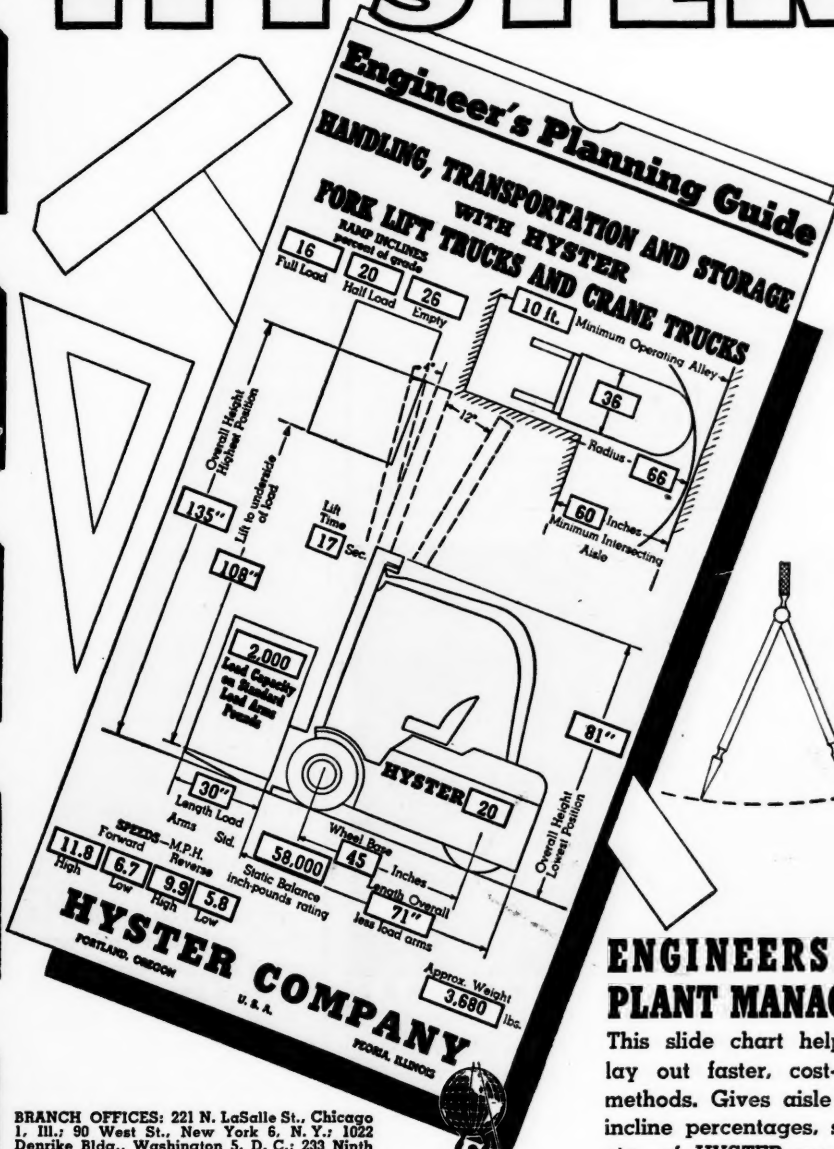 HYSTER
Engineer's Planning Guide
HANDLING, TRANSPORTATION AND STORAGE
WITH HYSTER
FORK LIFT TRUCKS AND CRANE TRUCKS
RAMP INCLINES
percent of grade
16
Full Load
20
Half Load
26
Empty
10 ft.
Minimum Operating Alley
36
Radius - 66
60 Inches
Minimum Intersecting
Aisle
4"
12"
Overall Height
Highest Position
135"
Lift to underside
of load
108"
Lift
Time
17 Sec.
2,000
Load Capacity
on Standard
Load Arms
Pounds
HYSTER 20
81"
Overall Height
Lowest Position
30"
Length Load
Arms Std.
Wheel Base
45 Inches
58,000
Static Balance
inch-pounds rating
Length Overall
71"
less load arms
SPEEDS-M.P.H.
Forward Reverse
11.8
High
6.7
Low
9.9
High
5.8
Low
HYSTER COMPANY
PORTLAND, OREGON
U. S. A.
PEORIA, ILLINOIS
Approx. Weight
3,680 lbs.
ENGINEERS
PLANT MANAG
This slide chart help
lay out faster, cost-
methods. Gives aisle
incline percentages, s
BRANCH OFFICES: 221 N. LaSalle St., Chicago
1, Ill.; 90 West St., New York 6, N. Y.; 1022
Denrike Bldg., Washington 5, D. C.; 233 Ninth